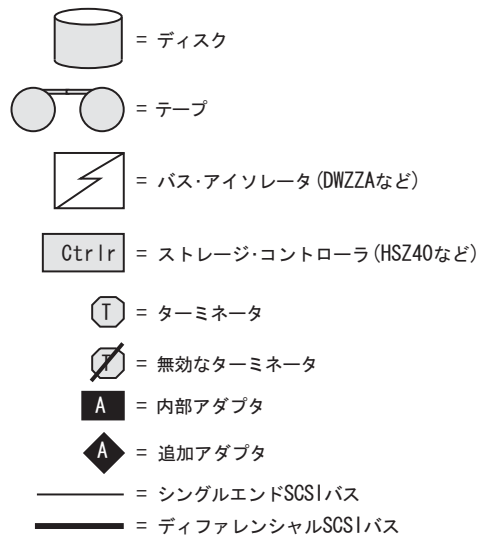 = ディスク
= テープ
= バス・アイソレータ(DWZZAなど)
Ctrlr = ストレージ・コントローラ(HSZ40など)
T = ターミネータ
T = 無効なターミネータ
A = 内部アダプタ
A = 追加アダプタ
= シングルエンドSCSIバス
= ディファレンシャルSCSIバス